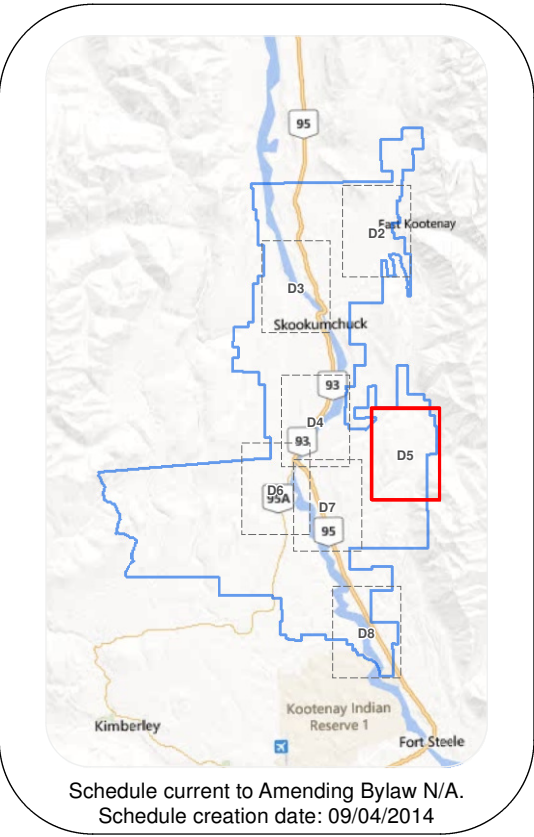 95
East Kootenay
D2
D3
Skookumchuck
93
D4
93
D5
D6
95A
D7
95
D8
Kootenay Indian
Reserve 1
Kimberley
Fort Steele
Schedule current to Amending Bylaw N/A.
Schedule creation date: 09/04/2014